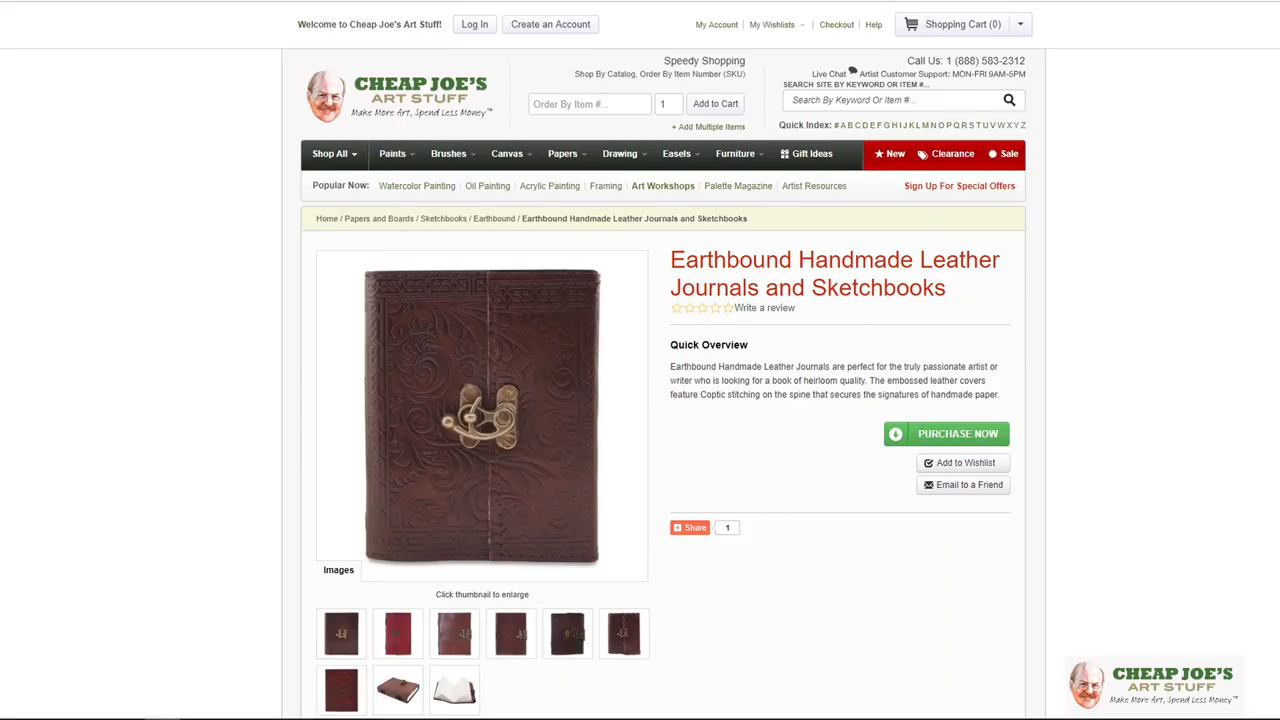 Welcome to Cheap Joe's Art Stuff!
Log In
Create an Account
My Account
My Wishlists
Checkout
Help
Shopping Cart (0)
CHEAP JOE'S
ART STUFF
Make More Art, Spend Less Money™
Speedy Shopping
Shop By Catalog, Order By Item Number (SKU)
Order By Item #...
1
Add to Cart
+ Add Multiple Items
Call Us: 1 (888) 583-2312
Live Chat Artist Customer Support: MON-FRI 9AM-5PM
SEARCH SITE BY KEYWORD OR ITEM #...
Search By Keyword Or Item #...
Quick Index: # A B C D E F G H I J K L M N O P Q R S T U V W X Y Z
Shop All
Paints
Brushes
Canvas
Papers
Drawing
Easels
Furniture
Gift Ideas
New
Clearance
Sale
Popular Now:
Watercolor Painting
Oil Painting
Acrylic Painting
Framing
Art Workshops
Palette Magazine
Artist Resources
Sign Up For Special Offers
Home / Papers and Boards / Sketchbooks / Earthbound / Earthbound Handmade Leather Journals and Sketchbooks
Earthbound Handmade Leather
Journals and Sketchbooks
Write a review
Quick Overview
Earthbound Handmade Leather Journals are perfect for the truly passionate artist or
writer who is looking for a book of heirloom quality. The embossed leather covers
feature Coptic stitching on the spine that secures the signatures of handmade paper.
PURCHASE NOW
Add to Wishlist
Email to a Friend
Share
1
Images
Click thumbnail to enlarge
CHEAP JOE'S
ART STUFF
Make More Art, Spend Less Money™